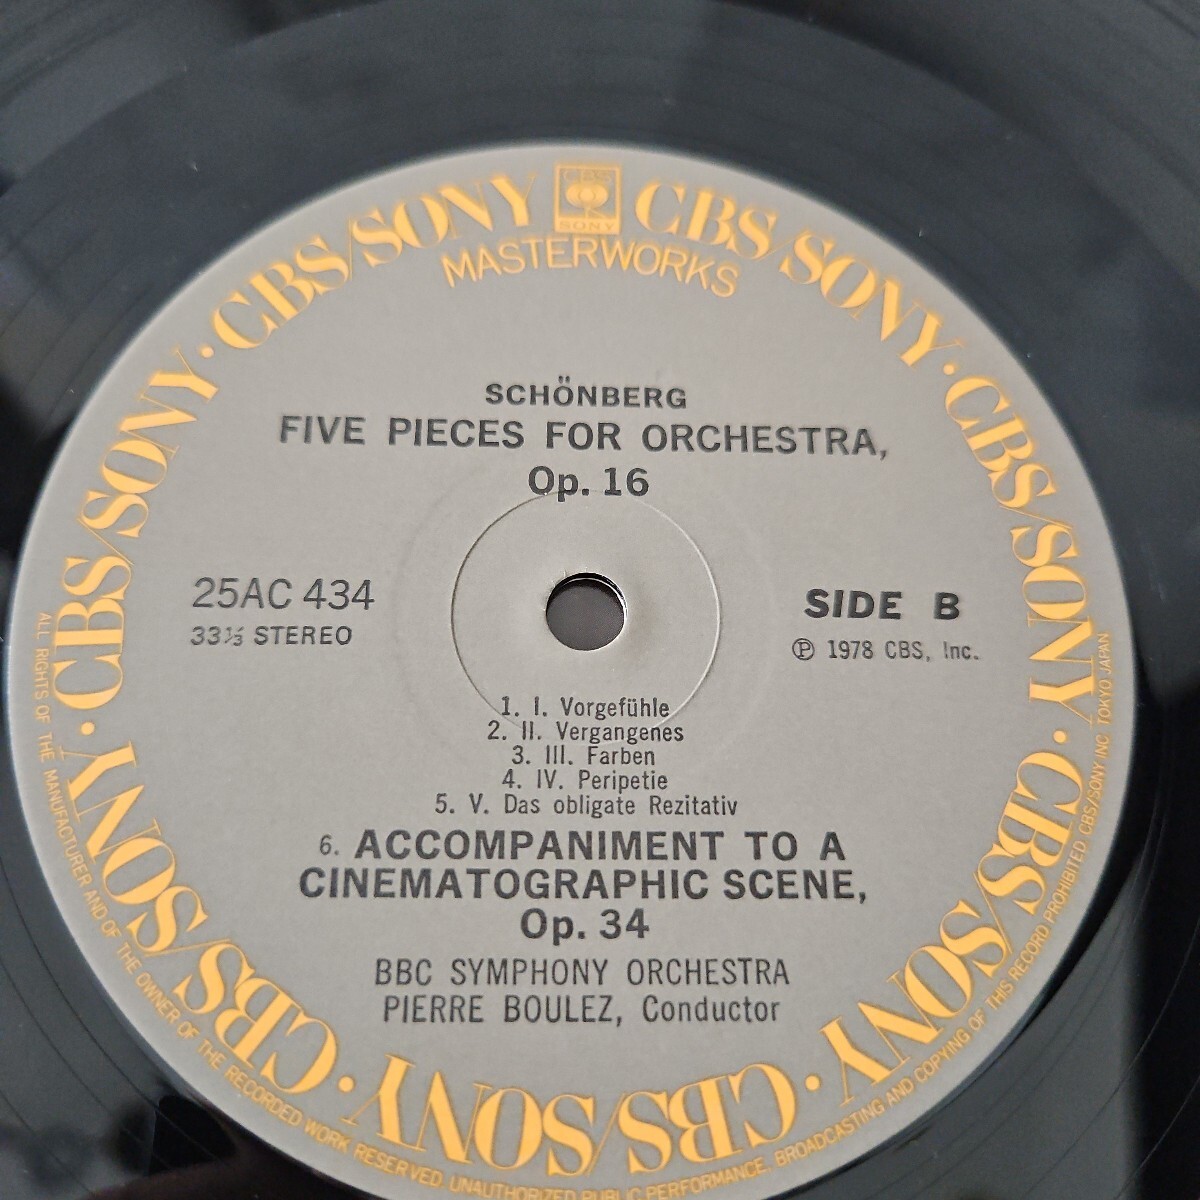 CBS/SONY · CBS/SONY · CBS/SONY · CBS/SONY · CBS/SONY · CBS/SONY · CBS/SONY · CBS/SONY
CBS
SONY
MASTERWORKS
SCHÖNBERG
FIVE PIECES FOR ORCHESTRA,
Op. 16
25AC 434
33⅓ STEREO
SIDE B
Ⓟ 1978 CBS, Inc.
1. I. Vorgefühle
2. II. Vergangenes
3. III. Farben
4. IV. Peripetie
5. V. Das obligate Rezitativ
6. ACCOMPANIMENT TO A
CINEMATOGRAPHIC SCENE,
Op. 34
BBC SYMPHONY ORCHESTRA
PIERRE BOULEZ, Conductor
ALL RIGHTS OF THE MANUFACTURER AND OF THE OWNER OF THE RECORDED WORK RESERVED. UNAUTHORIZED PUBLIC PERFORMANCE, BROADCASTING AND COPYING OF THIS RECORD PROHIBITED CBS/SONY INC TOKYO JAPAN